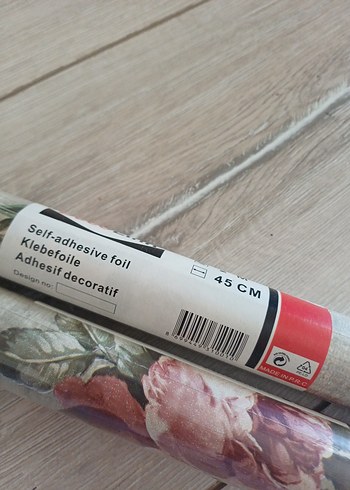 Self-adhesive foil
Klebefoile
Adhesif decoratif
Design no:
45 CM
MADE IN P.R.C